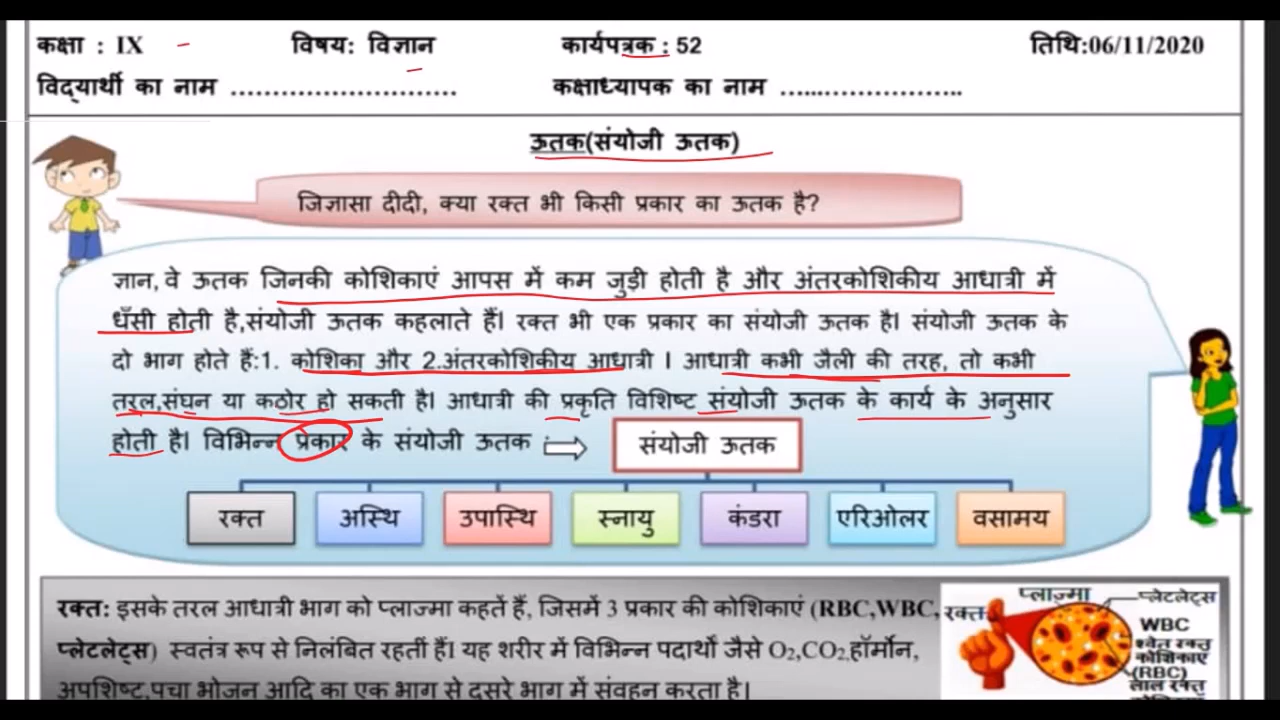 कक्षा : IX विषय: विज्ञान कार्यपत्रक : 52 तिथि:06/11/2020
विद्यार्थी का नाम ........................... कक्षाध्यापक का नाम ......................
ऊतक(संयोजी ऊतक)
जिज्ञासा दीदी, क्या रक्त भी किसी प्रकार का ऊतक है?
ज्ञान,वे ऊतक जिनकी कोशिकाएं आपस में कम जुड़ी होती है और अंतरकोशिकीय आधात्री में
धँसी होती है,संयोजी ऊतक कहलाते हैं। रक्त भी एक प्रकार का संयोजी ऊतक है। संयोजी ऊतक के
दो भाग होते हैं:1. कोशिका और 2.अंतरकोशिकीय आधात्री । आधात्री कभी जैली की तरह, तो कभी
तरल,संघन या कठोर हो सकती है। आधात्री की प्रकृति विशिष्ट संयोजी ऊतक के कार्य के अनुसार
होती है। विभिन्न प्रकार के संयोजी ऊतक :
संयोजी ऊतक
रक्त अस्थि उपास्थि स्नायु कंडरा एरिओलर वसामय
रक्त: इसके तरल आधात्री भाग को प्लाज्मा कहतें हैं, जिसमें 3 प्रकार की कोशिकाएं (RBC,WBC,
प्लेटलेट्स) स्वतंत्र रूप से निलंबित रहतीं हैं। यह शरीर में विभिन्न पदार्थों जैसे O₂,CO₂,हॉर्मोन,
अपशिष्ट,पचा भोजन आदि का एक भाग से दूसरे भाग में संवहन करता है।
प्लाज़्मा
प्लेटलेट्स
रक्त
WBC
श्वेत रक्त
कोशिकाए
(RBC)
लाल रक्त